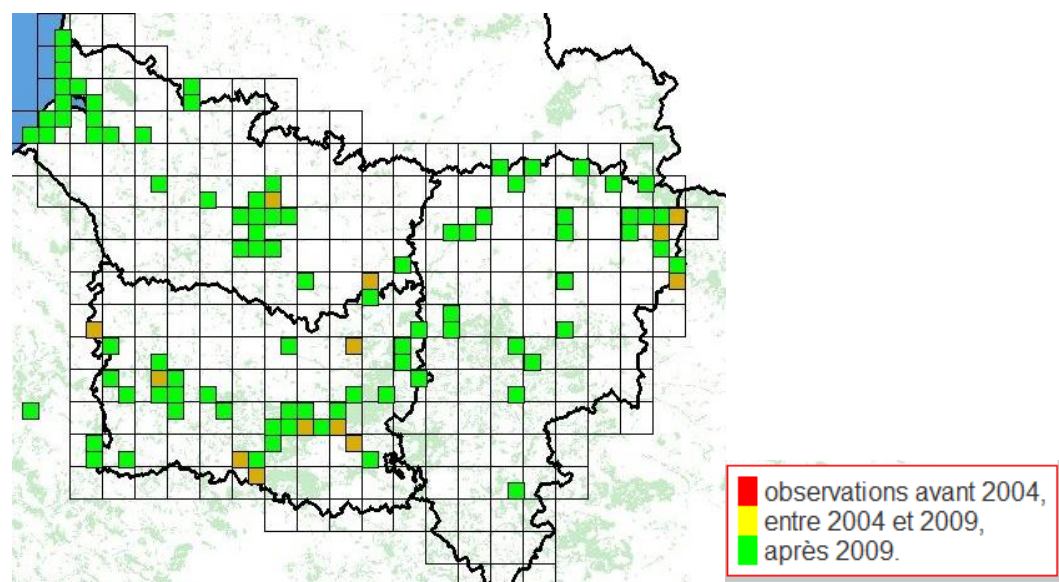 observations avant 2004,
entre 2004 et 2009,
après 2009.